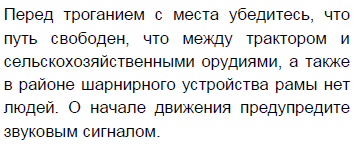 Перед троганием с места убедитесь, что
путь свободен, что между трактором и
сельскохозяйственными орудиями, а также
в районе шарнирного устройства рамы нет
людей. О начале движения предупредите
звуковым сигналом.